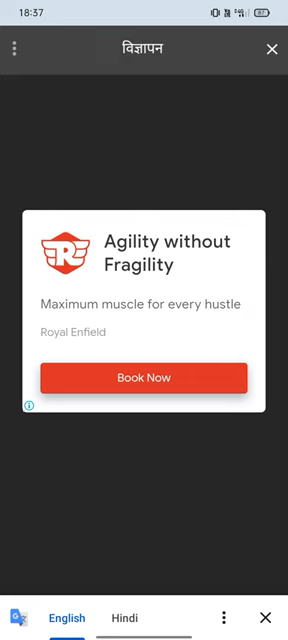 18:37
विज्ञापन
Agility without
Fragility
Maximum muscle for every hustle
Royal Enfield
Book Now
English
Hindi